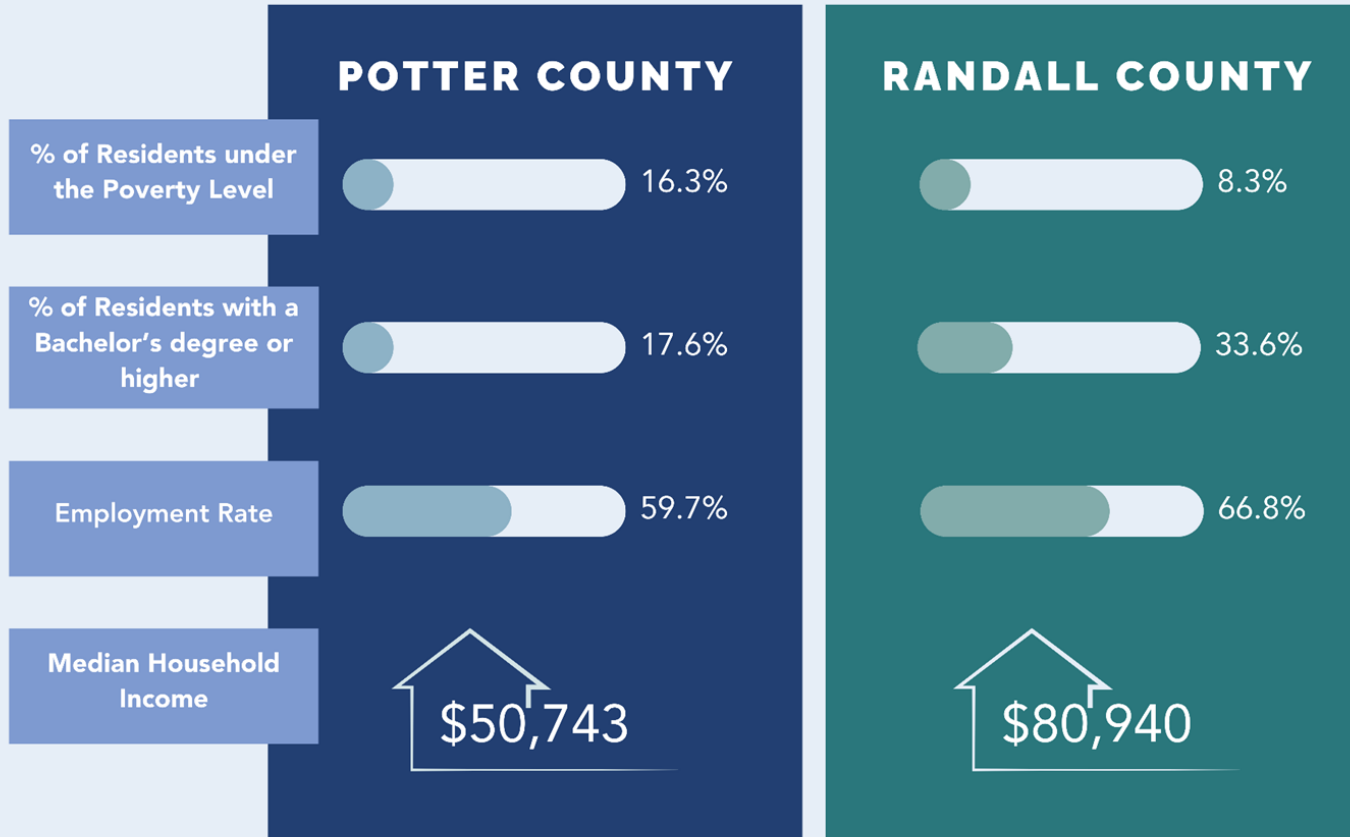 POTTER COUNTY
RANDALL COUNTY
% of Residents under
the Poverty Level
16.3%
8.3%
% of Residents with a
Bachelor’s degree or
higher
17.6%
33.6%
Employment Rate
59.7%
66.8%
Median Household
Income
$50,743
$80,940